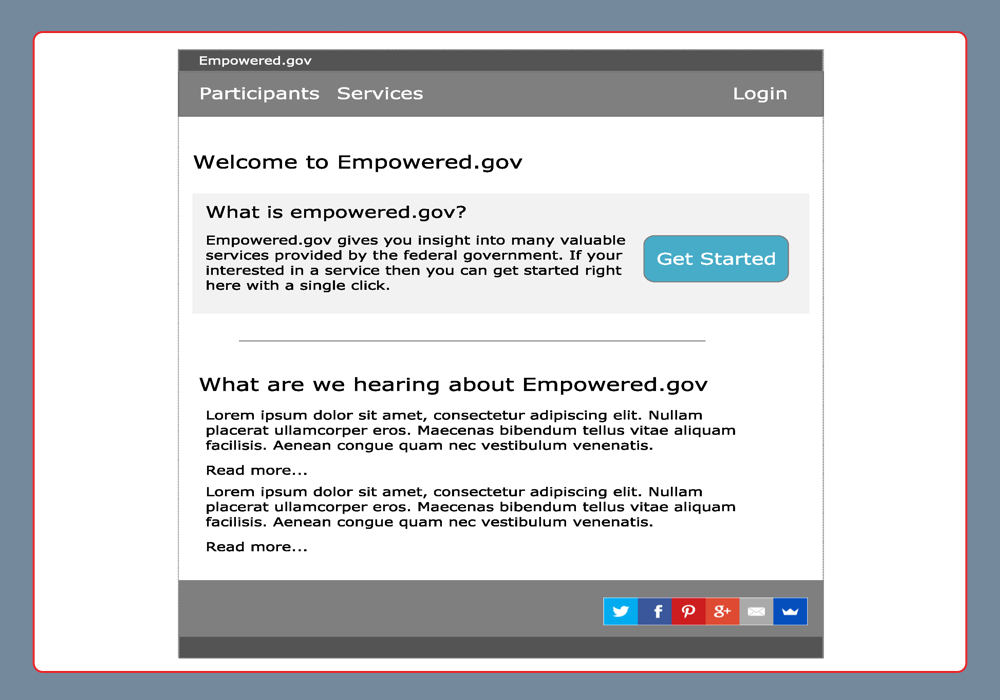 Empowered.gov
Participants Services Login
Welcome to Empowered.gov
What is empowered.gov?
Empowered.gov gives you insight into many valuable
services provided by the federal government. If your
interested in a service then you can get started right
here with a single click.
Get Started
What are we hearing about Empowered.gov
Lorem ipsum dolor sit amet, consectetur adipiscing elit. Nullam
placerat ullamcorper eros. Maecenas bibendum tellus vitae aliquam
facilisis. Aenean congue quam nec vestibulum venenatis.
Read more...
Lorem ipsum dolor sit amet, consectetur adipiscing elit. Nullam
placerat ullamcorper eros. Maecenas bibendum tellus vitae aliquam
facilisis. Aenean congue quam nec vestibulum venenatis.
Read more...